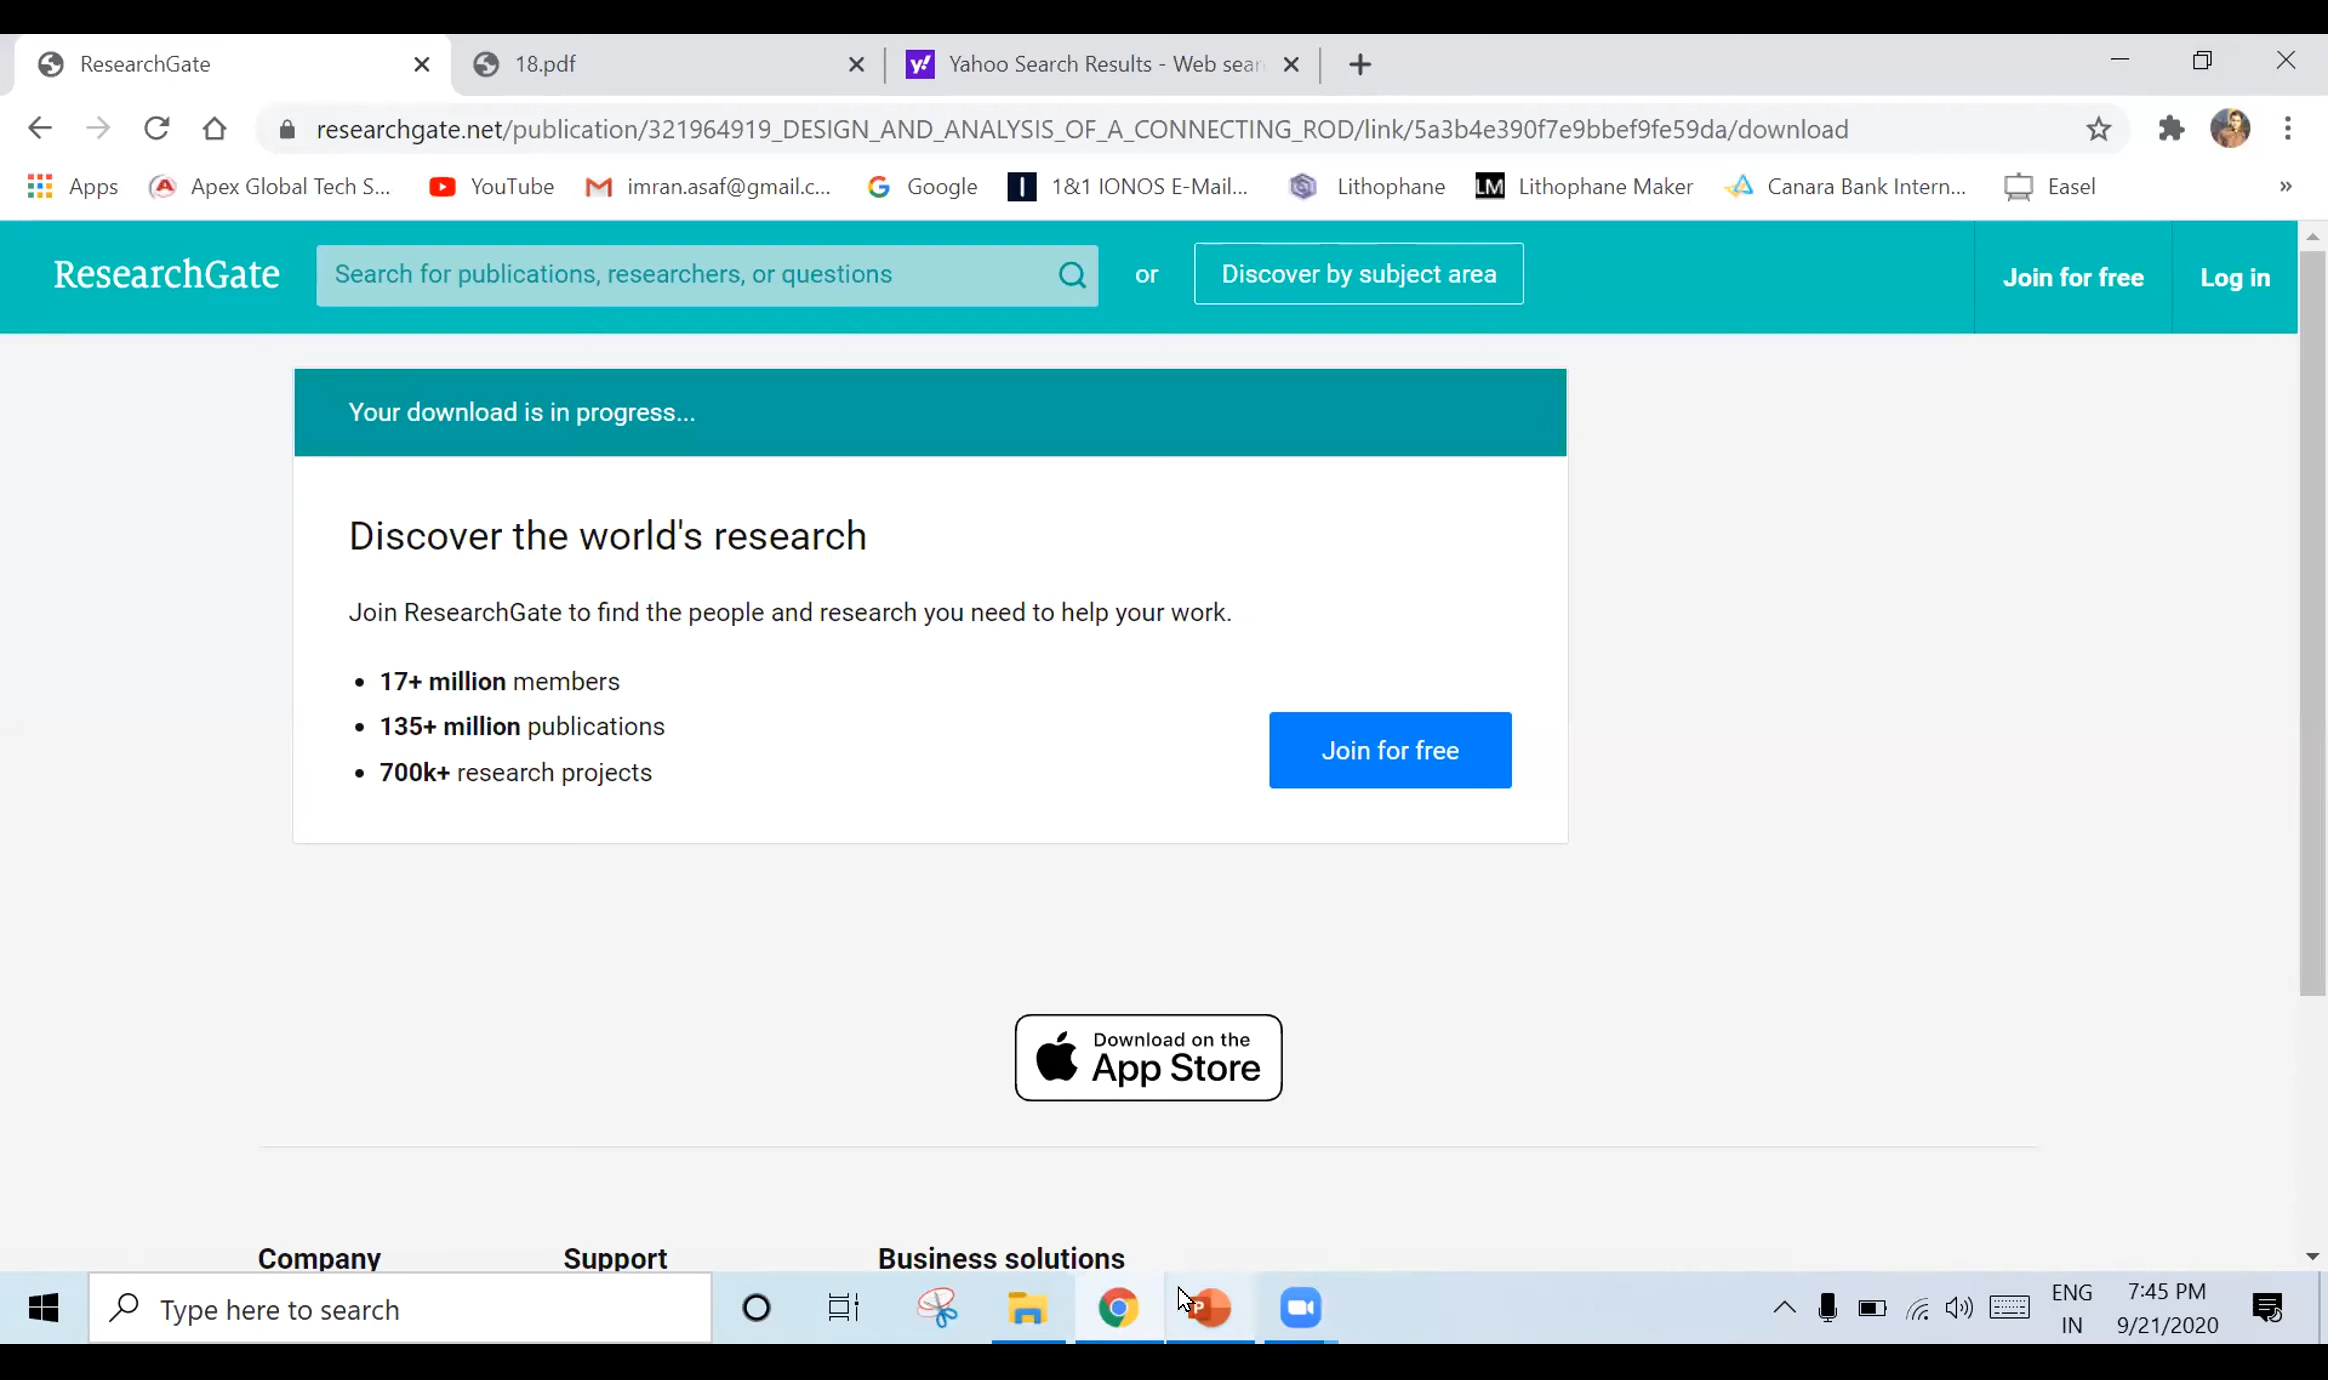 ResearchGate
18.pdf
Yahoo Search Results - Web sear
researchgate.net/publication/321964919_DESIGN_AND_ANALYSIS_OF_A_CONNECTING_ROD/link/5a3b4e390f7e9bbef9fe59da/download
Apps
Apex Global Tech S...
YouTube
imran.asaf@gmail.c...
Google
1&1 IONOS E-Mail...
Lithophane
LM
Lithophane Maker
Canara Bank Intern...
Easel
»
ResearchGate
Search for publications, researchers, or questions
or
Discover by subject area
Join for free
Log in
Your download is in progress...
Discover the world's research
Join ResearchGate to find the people and research you need to help your work.
• 17+ million members
• 135+ million publications
• 700k+ research projects
Join for free
Download on the
App Store
Company
Support
Business solutions
Type here to search
ENG
IN
7:45 PM
9/21/2020